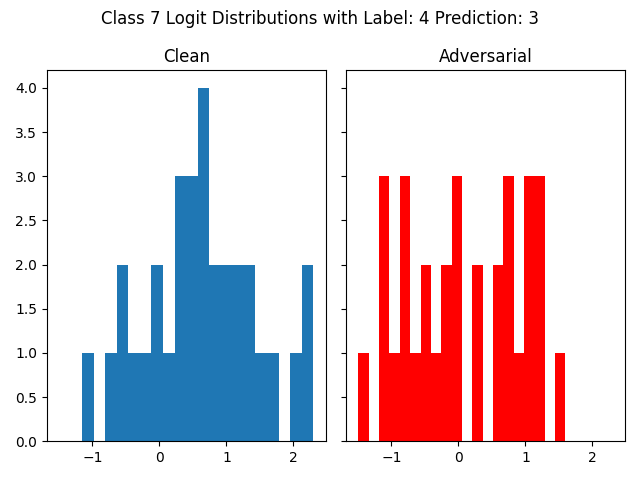 Class 7 Logit Distributions with Label: 4 Prediction: 3
Clean
Adversarial
4.0
3.5
3.0
2.5
2.0
1.5
1.0
0.5
0.0
−1 0 1 2
−1 0 1 2